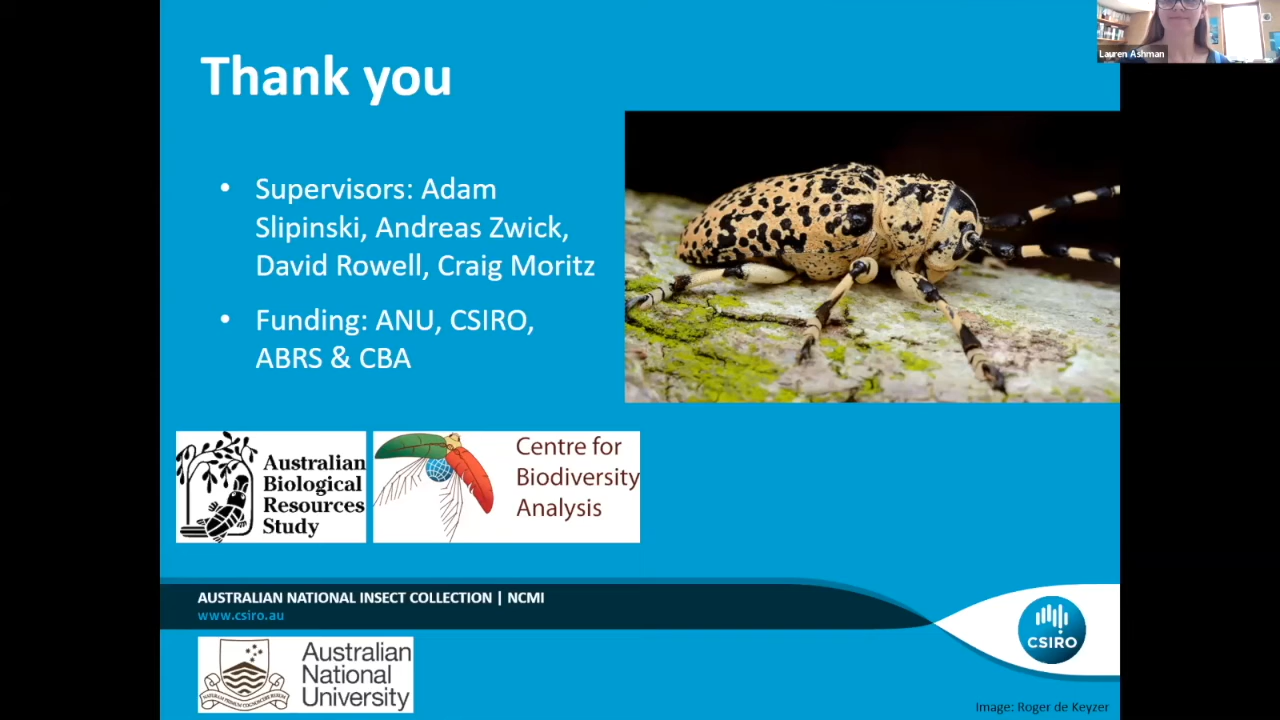 Lauren Ashman
Thank you
• Supervisors: Adam
Slipinski, Andreas Zwick,
David Rowell, Craig Moritz
• Funding: ANU, CSIRO,
ABRS & CBA
Australian
Biological
Resources
Study
Centre for
Biodiversity
Analysis
AUSTRALIAN NATIONAL INSECT COLLECTION | NCMI
www.csiro.au
CSIRO
Australian
National
University
Image: Roger de Keyzer